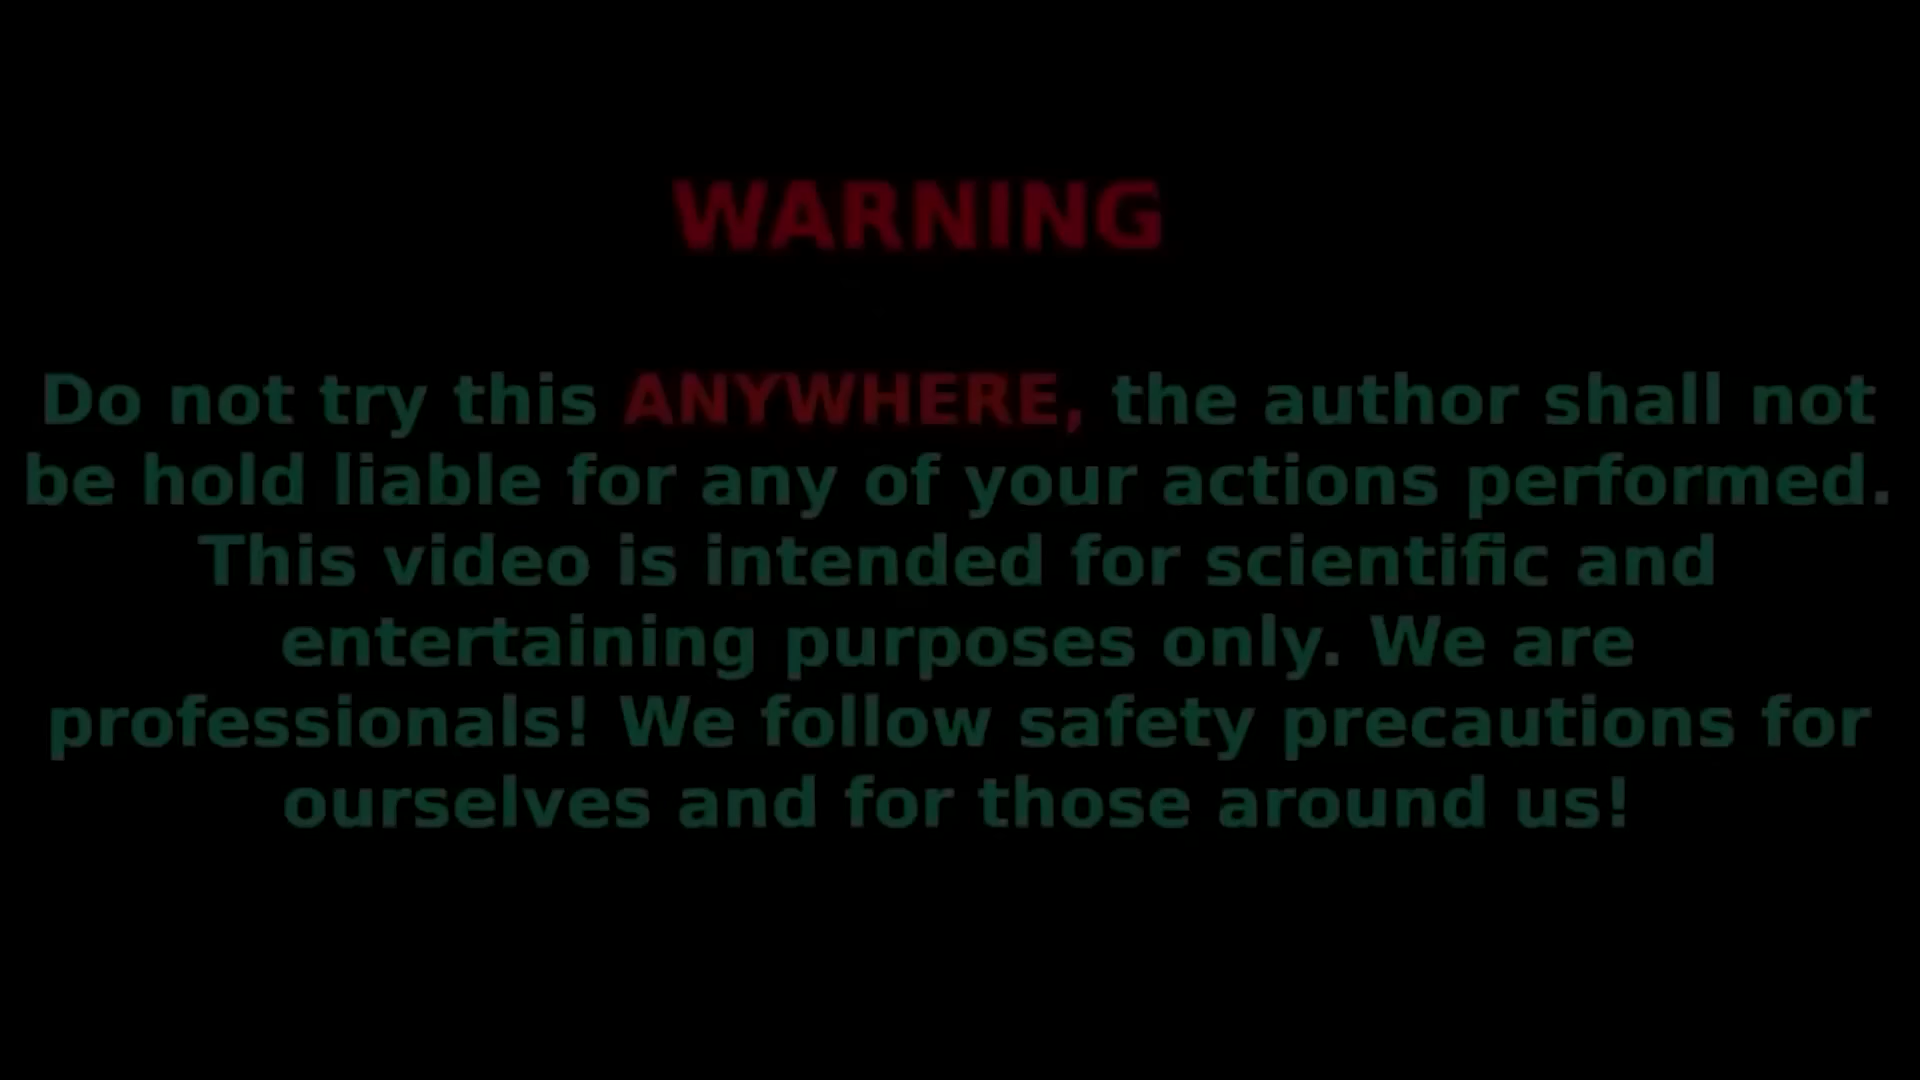 WARNING
Do not try this ANYWHERE, the author shall not
be hold liable for any of your actions performed.
This video is intended for scientific and
entertaining purposes only. We are
professionals! We follow safety precautions for
ourselves and for those around us!